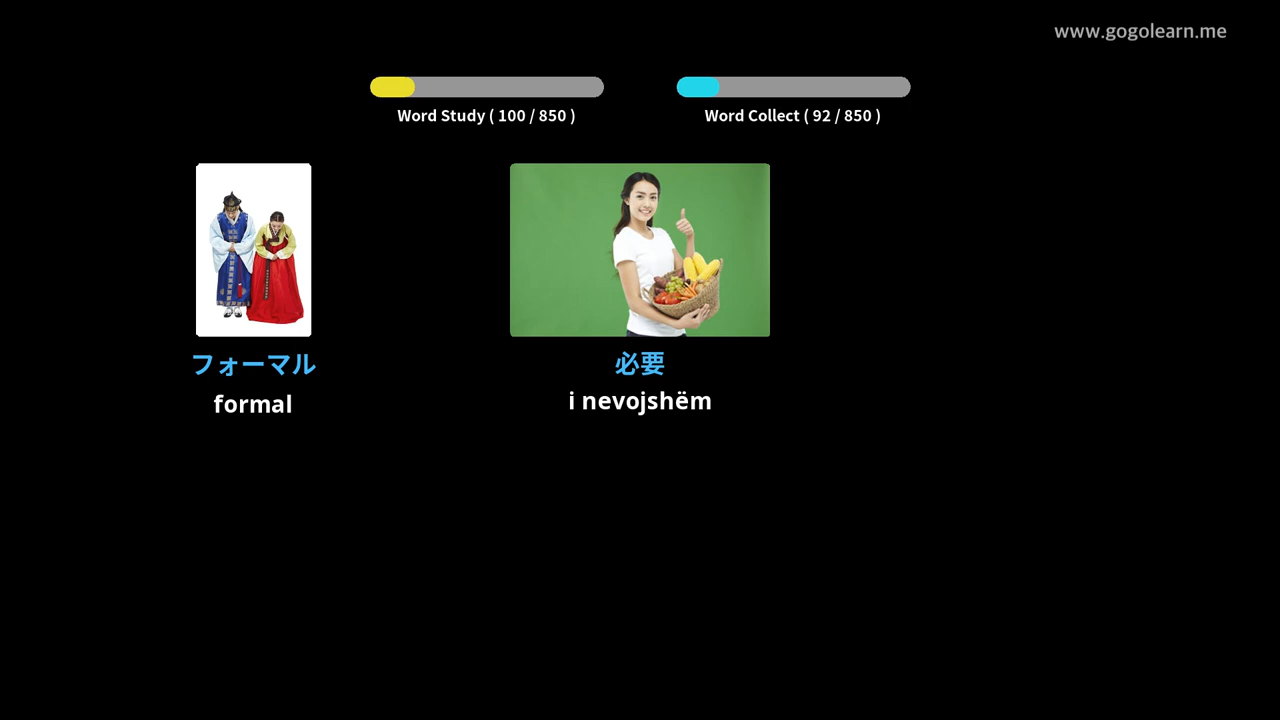 www.gogolearn.me
Word Study ( 100 / 850 )
Word Collect ( 92 / 850 )
フォーマル
formal
必要
i nevojshëm